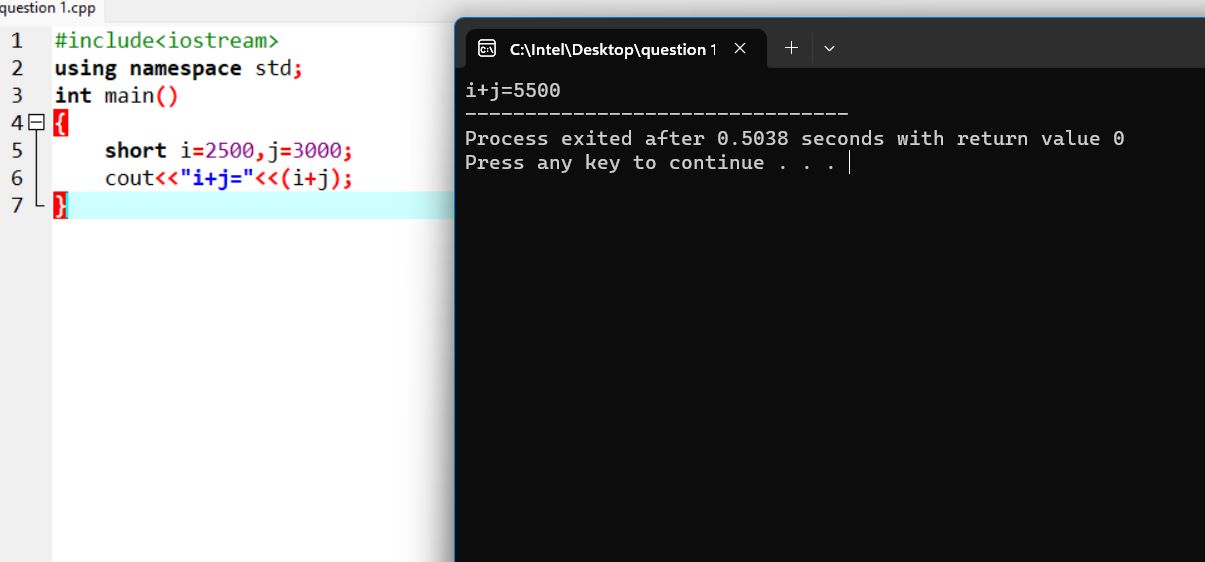 question 1.cpp
1 #include<iostream>
2 using namespace std;
3 int main()
4 {
5 short i=2500,j=3000;
6 cout<<"i+j="<<(i+j);
7 }
C:\Intel\Desktop\question 1
i+j=5500
--------------------------------
Process exited after 0.5038 seconds with return value 0
Press any key to continue . . .